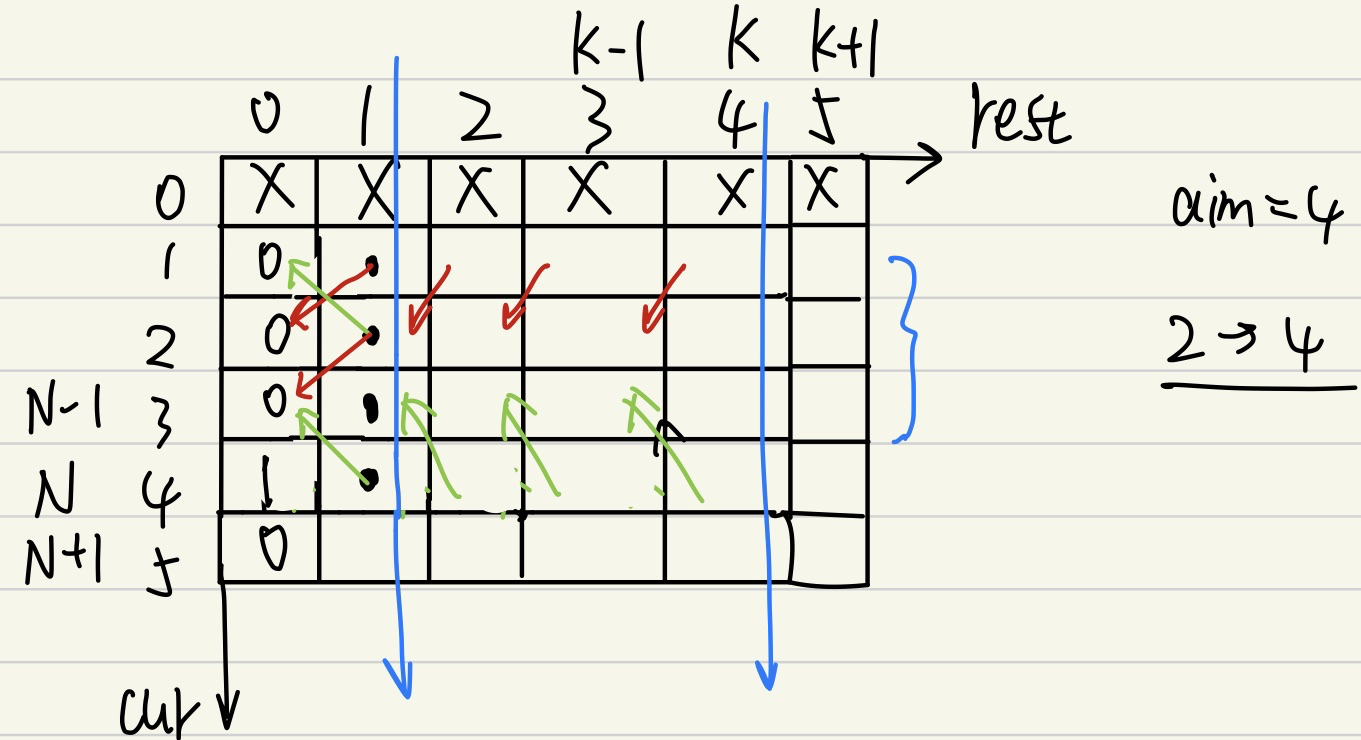 k-1 k k+1
0 1 2 3 4 5 rest
0 X X X X X X
aim=4
1 0
2 0
2→4
N-1 3 0
N 4 1
N+1 5 0
cur